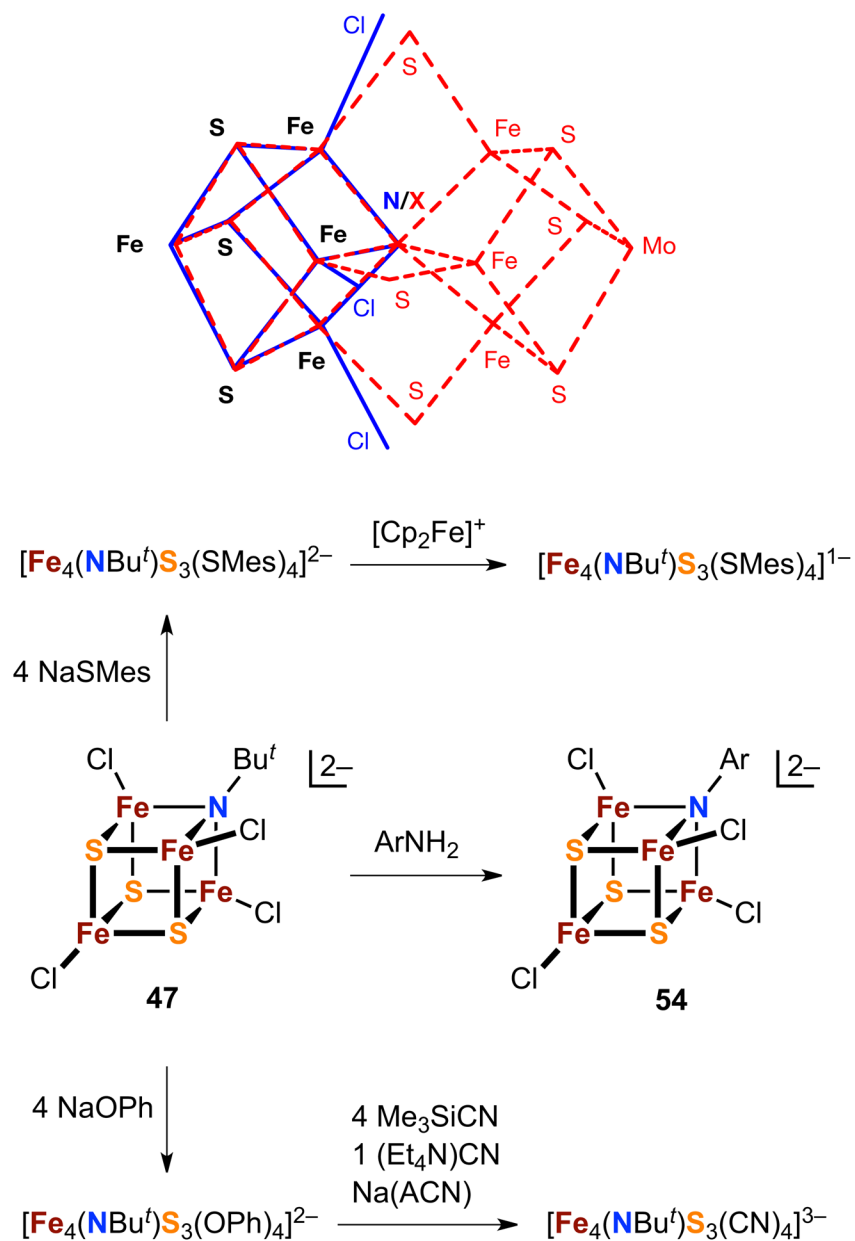 Cl
S
S Fe Fe S
N/X
Fe S Fe S Mo
Fe
S
Cl
Fe Fe
S S S
Cl
[Fe₄(NBuᵗ)S₃(SMes)₄]²⁻ [Cp₂Fe]⁺ [Fe₄(NBuᵗ)S₃(SMes)₄]¹⁻
4 NaSMes
Cl Buᵗ 2–
Fe N
Cl
S Fe
S Fe
Cl
Fe S
Cl
47
ArNH₂
Cl Ar 2–
Fe N
Cl
S Fe
S Fe
Cl
Fe S
Cl
54
4 NaOPh
4 Me₃SiCN
1 (Et₄N)CN
Na(ACN)
[Fe₄(NBuᵗ)S₃(OPh)₄]²⁻ [Fe₄(NBuᵗ)S₃(CN)₄]³⁻